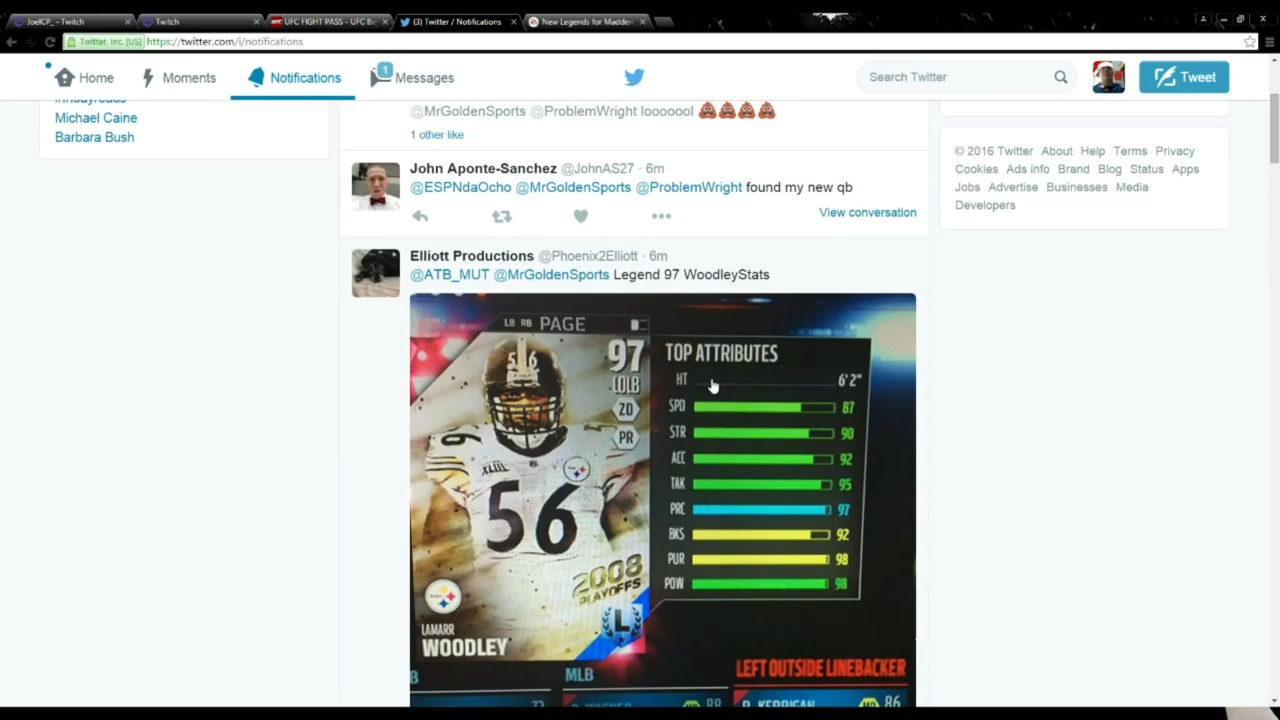 JoelCP_ - Twitch
Twitch
UFC FIGHT PASS - UFC Be
(3) Twitter / Notifications
New Legends for Madden
Twitter, Inc. [US] https://twitter.com/i/notifications
Home
Moments
Notifications
1
Messages
Search Twitter
Tweet
Michael Caine
Barbara Bush
@MrGoldenSports @ProblemWright looooool 💩💩💩💩
1 other like
John Aponte-Sanchez @JohnAS27 · 6m
@ESPNdaOcho @MrGoldenSports @ProblemWright found my new qb
View conversation
Elliott Productions @Phoenix2Elliott · 6m
@ATB_MUT @MrGoldenSports Legend 97 WoodleyStats
LB RB PAGE
97
LOLB
ZD
PR
56
XLIII
56
2008
PLAYOFFS
L
LAMARR
WOODLEY
TOP ATTRIBUTES
HT 6'2"
SPD 87
STR 90
ACC 92
TAK 95
PRC 97
BKS 92
PUR 98
POW 98
MLB
LEFT OUTSIDE LINEBACKER
© 2016 Twitter About Help Terms Privacy
Cookies Ads info Brand Blog Status Apps
Jobs Advertise Businesses Media
Developers